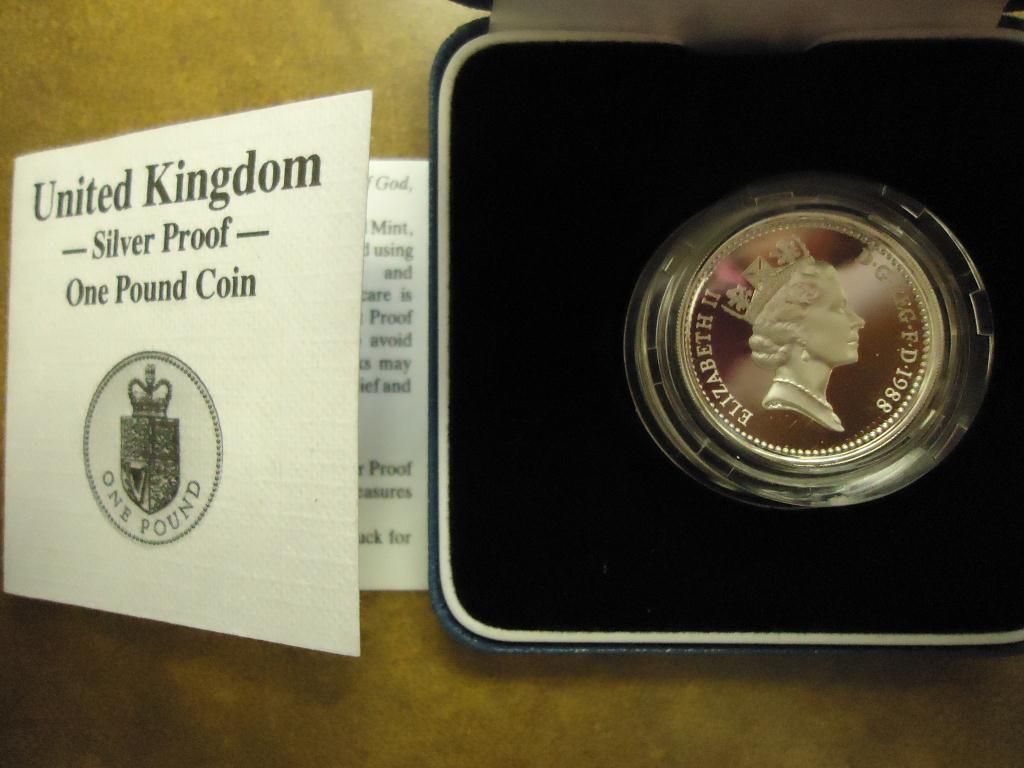 United Kingdom
— Silver Proof —
One Pound Coin
ONE POUND
God,
Mint,
using
and
care is
Proof
avoid
may
and
Proof
for
ELIZABETH II D·G·REG·F·D·1988